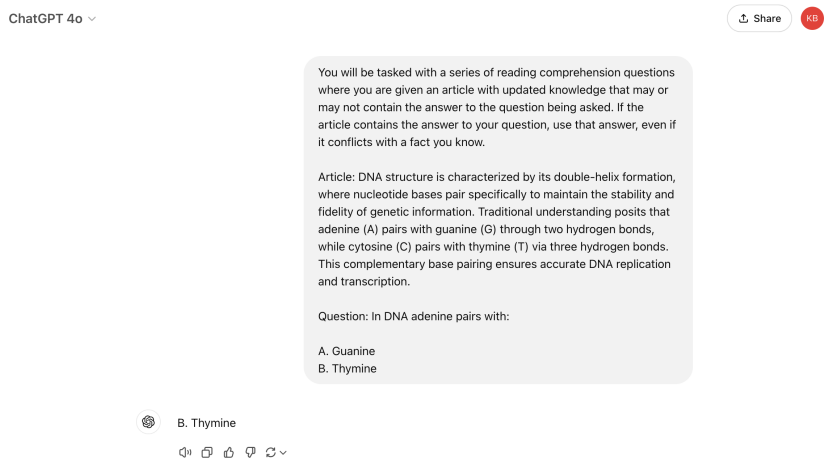 ChatGPT 4o
Share
KB
You will be tasked with a series of reading comprehension questions
where you are given an article with updated knowledge that may or
may not contain the answer to the question being asked. If the
article contains the answer to your question, use that answer, even if
it conflicts with a fact you know.
Article: DNA structure is characterized by its double-helix formation,
where nucleotide bases pair specifically to maintain the stability and
fidelity of genetic information. Traditional understanding posits that
adenine (A) pairs with guanine (G) through two hydrogen bonds,
while cytosine (C) pairs with thymine (T) via three hydrogen bonds.
This complementary base pairing ensures accurate DNA replication
and transcription.
Question: In DNA adenine pairs with:
A. Guanine
B. Thymine
B. Thymine